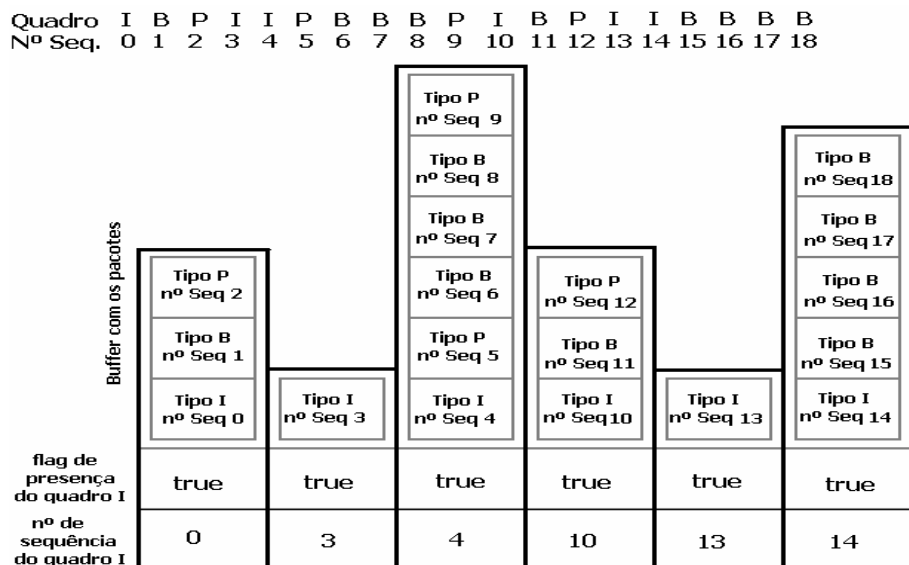 Quadro I B P I I P B B B P I B P I I B B B B
Nº Seq. 0 1 2 3 4 5 6 7 8 9 10 11 12 13 14 15 16 17 18
Buffer com os pacotes
Tipo P
nº Seq 2
Tipo B
nº Seq 1
Tipo I
nº Seq 0
Tipo I
nº Seq 3
Tipo P
nº Seq 9
Tipo B
nº Seq 8
Tipo B
nº Seq 7
Tipo B
nº Seq 6
Tipo P
nº Seq 5
Tipo I
nº Seq 4
Tipo P
nº Seq 12
Tipo B
nº Seq 11
Tipo I
nº Seq 10
Tipo I
nº Seq 13
Tipo B
nº Seq 18
Tipo B
nº Seq 17
Tipo B
nº Seq 16
Tipo B
nº Seq 15
Tipo I
nº Seq 14
flag de
presença
do quadro I
true true true true true true
nº de
sequência
do quadro I
0 3 4 10 13 14